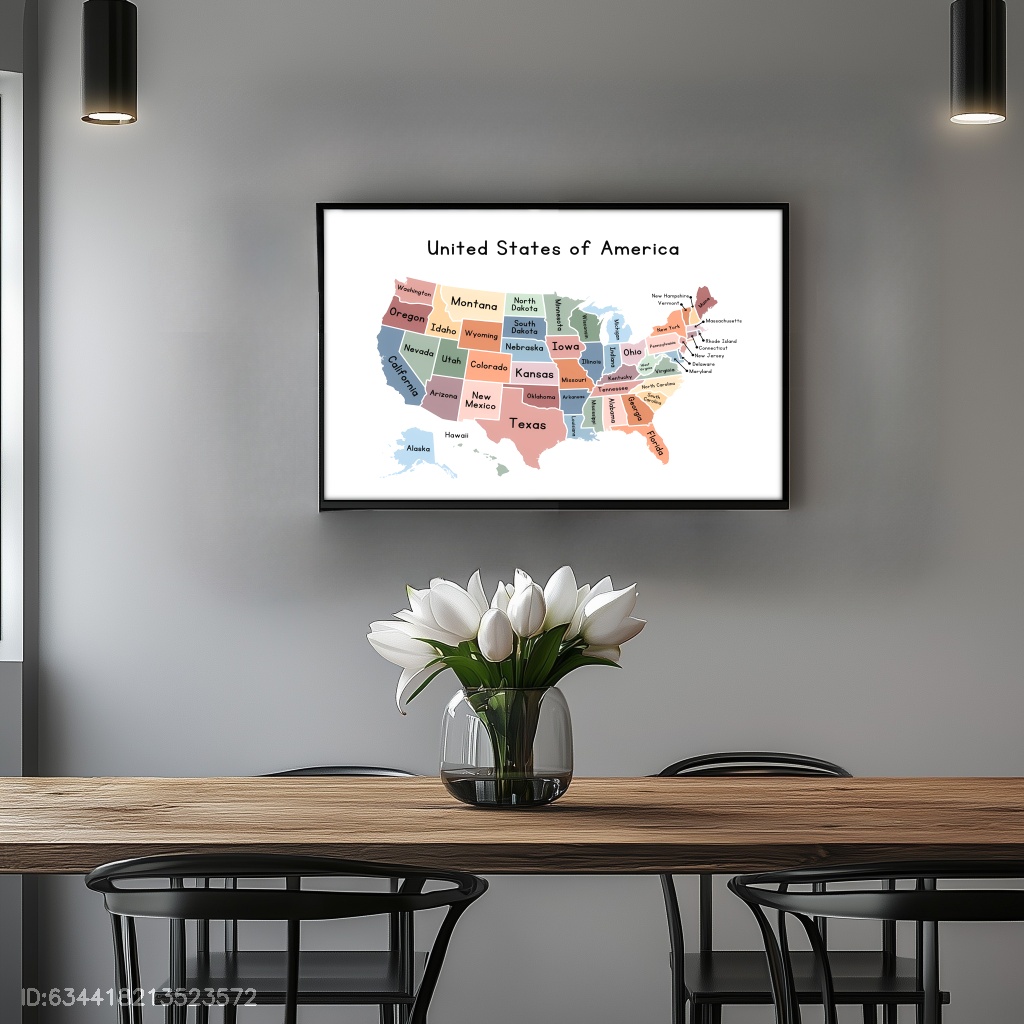 United States of America
Washington
Oregon
California
Nevada
Idaho
Montana
Wyoming
Utah
Arizona
Colorado
New
Mexico
North
Dakota
South
Dakota
Nebraska
Kansas
Oklahoma
Texas
Minnesota
Iowa
Missouri
Arkansas
Louisiana
Wisconsin
Illinois
Michigan
Indiana
Ohio
Kentucky
Tennessee
Mississippi
Alabama
Georgia
Florida
South
Carolina
North Carolina
Virginia
West
Virginia
Pennsylvania
New York
Vermont
New Hampshire
Maine
Massachusetts
Rhode Island
Connecticut
New Jersey
Delaware
Maryland
Alaska
Hawaii
ID:634418213523572